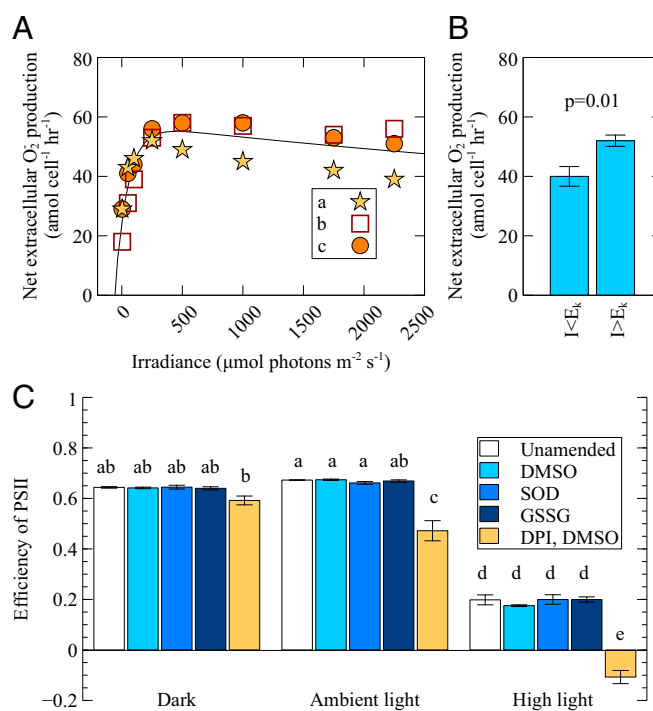 A
Net extracellular O₂⁻ production
(amol cell⁻¹ hr⁻¹)
80
60
40
20
0
a
b
c
0
500
1000
1500
2000
2500
Irradiance (μmol photons m⁻² s⁻¹)
B
Net extracellular O₂⁻ production
(amol cell⁻¹ hr⁻¹)
80
60
40
20
0
p=0.01
I<Eₖ
I>Eₖ
C
Efficiency of PSII
1
0.8
0.6
0.4
0.2
0
−0.2
ab ab ab ab b
a a a ab c
d d d d e
Unamended
DMSO
SOD
GSSG
DPI, DMSO
Dark
Ambient light
High light